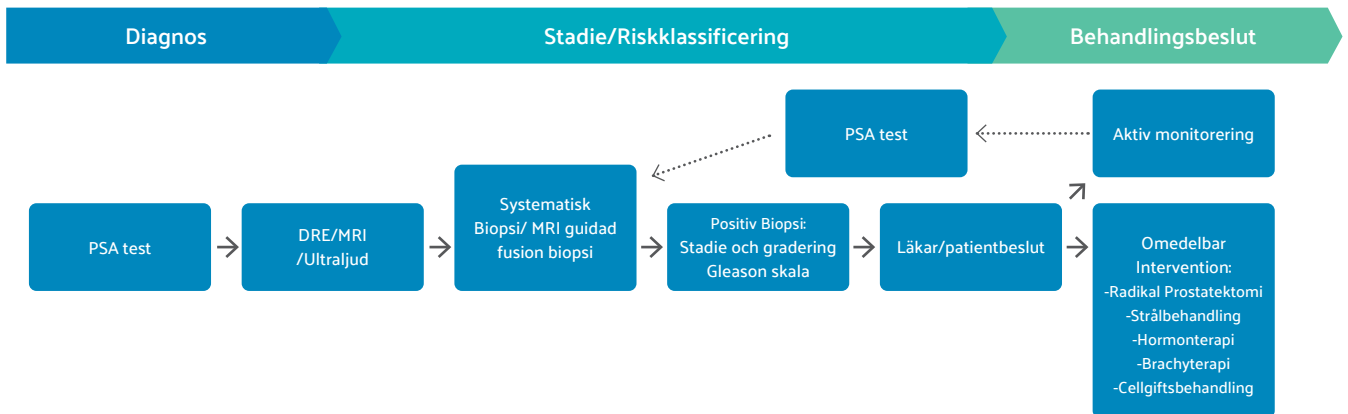 Diagnos
Stadie/Riskklassificering
Behandlingsbeslut
PSA test
Aktiv monitorering
PSA test
DRE/MRI
/Ultraljud
Systematisk
Biopsi/ MRI guidad
fusion biopsi
Positiv Biopsi:
Stadie och gradering
Gleason skala
Läkar/patientbeslut
Omedelbar
Intervention:
-Radikal Prostatektomi
-Strålbehandling
-Hormonterapi
-Brachyterapi
-Cellgiftsbehandling